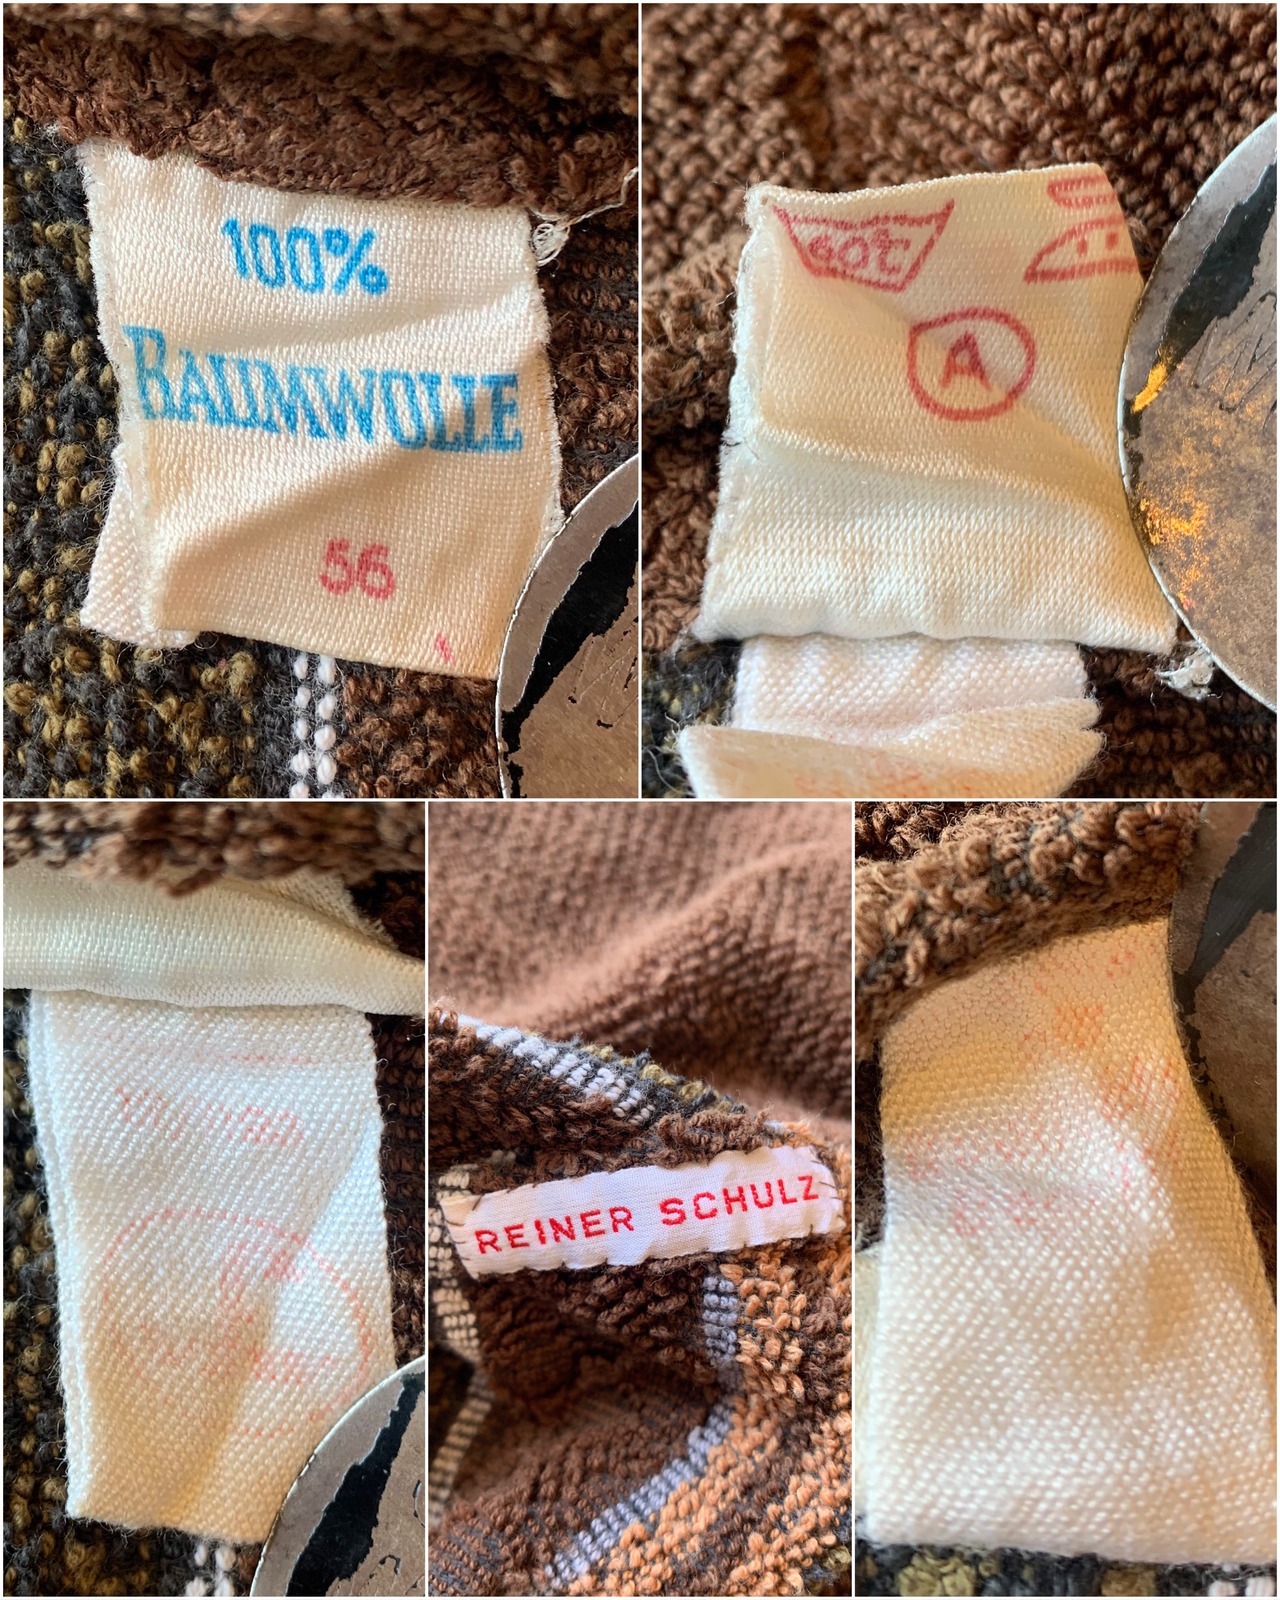 100%
BAUMWOLLE
56
60°C
A
REINER SCHULZ